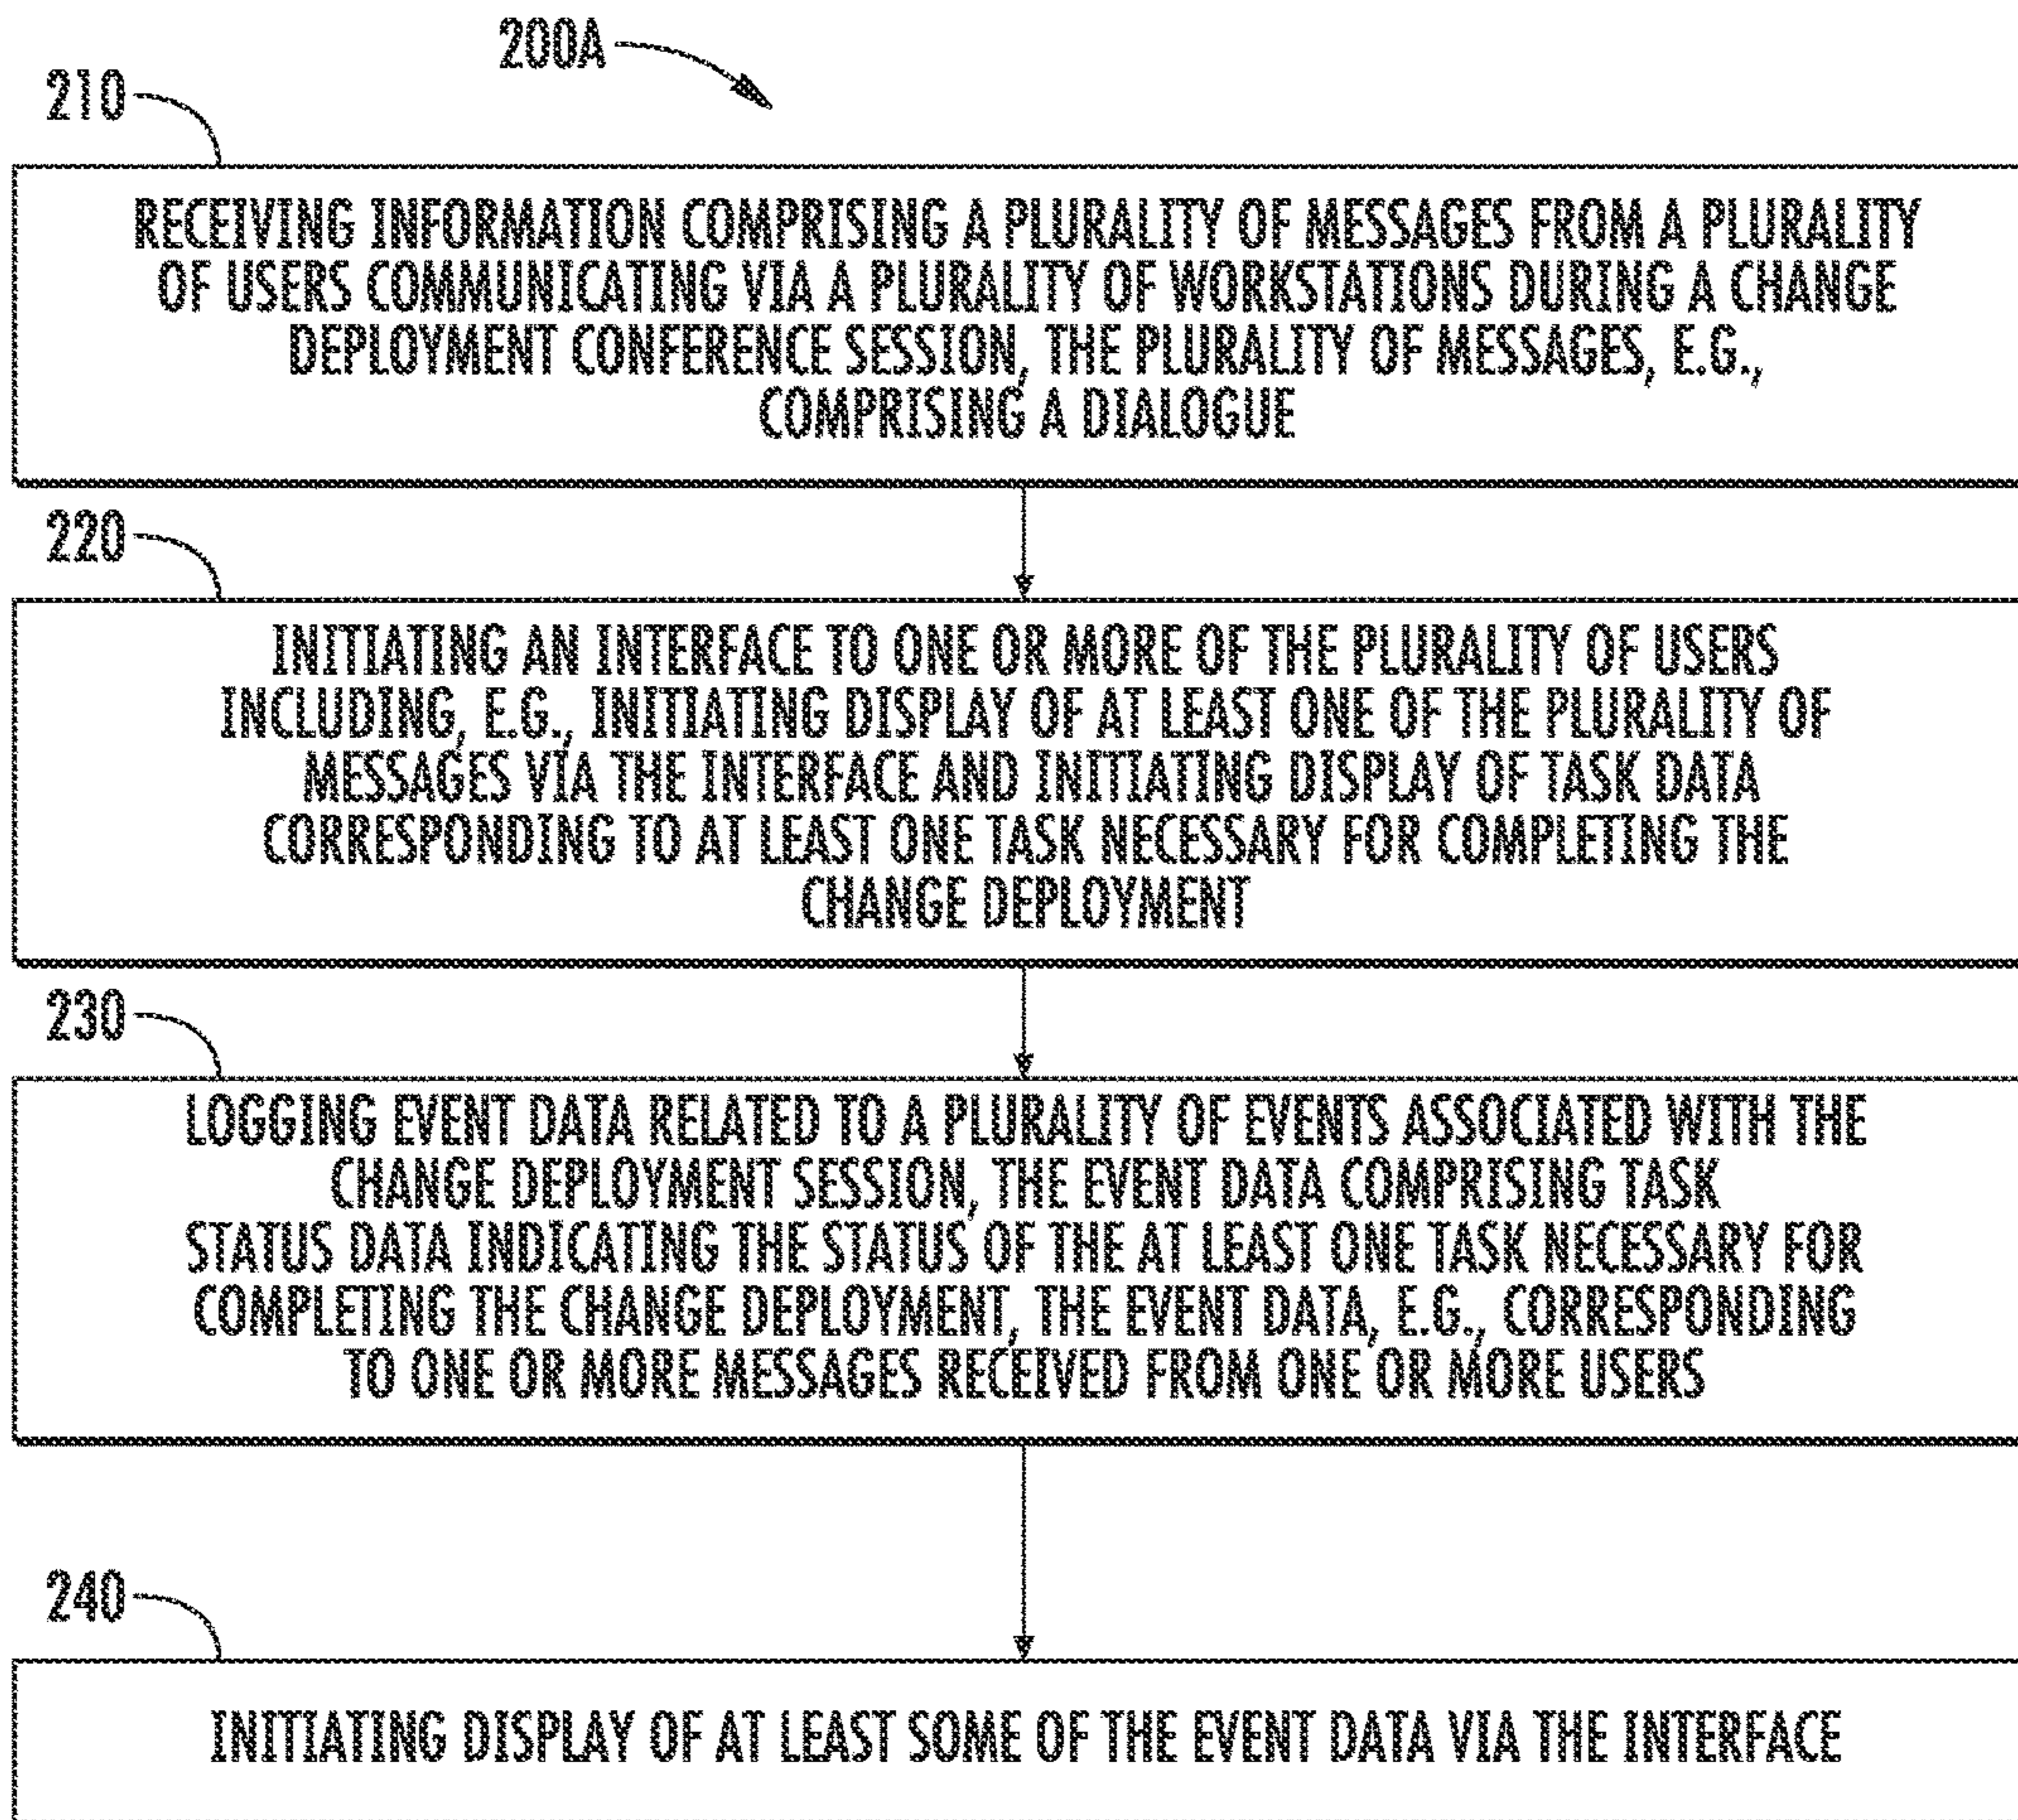 200A
210
RECEIVING INFORMATION COMPRISING A PLURALITY OF MESSAGES FROM A PLURALITY
OF USERS COMMUNICATING VIA A PLURALITY OF WORKSTATIONS DURING A CHANGE
DEPLOYMENT CONFERENCE SESSION, THE PLURALITY OF MESSAGES, E.G.,
COMPRISING A DIALOGUE
220
INITIATING AN INTERFACE TO ONE OR MORE OF THE PLURALITY OF USERS
INCLUDING, E.G., INITIATING DISPLAY OF AT LEAST ONE OF THE PLURALITY OF
MESSAGES VIA THE INTERFACE AND INITIATING DISPLAY OF TASK DATA
CORRESPONDING TO AT LEAST ONE TASK NECESSARY FOR COMPLETING THE
CHANGE DEPLOYMENT
230
LOGGING EVENT DATA RELATED TO A PLURALITY OF EVENTS ASSOCIATED WITH THE
CHANGE DEPLOYMENT SESSION, THE EVENT DATA COMPRISING TASK
STATUS DATA INDICATING THE STATUS OF THE AT LEAST ONE TASK NECESSARY FOR
COMPLETING THE CHANGE DEPLOYMENT, THE EVENT DATA, E.G., CORRESPONDING
TO ONE OR MORE MESSAGES RECEIVED FROM ONE OR MORE USERS
240
INITIATING DISPLAY OF AT LEAST SOME OF THE EVENT DATA VIA THE INTERFACE